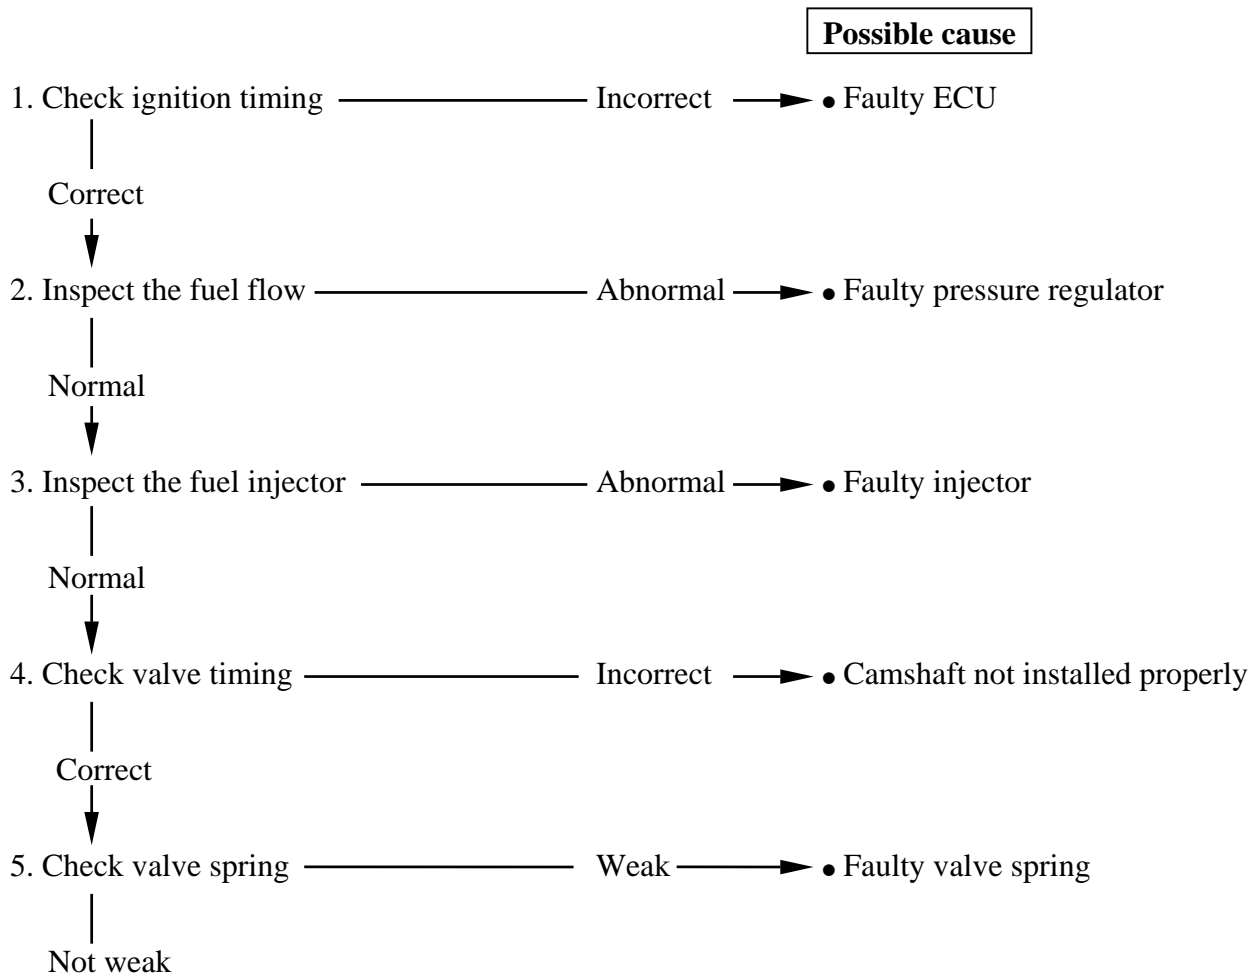 Possible cause
1. Check ignition timing Incorrect • Faulty ECU
Correct
2. Inspect the fuel flow Abnormal • Faulty pressure regulator
Normal
3. Inspect the fuel injector Abnormal • Faulty injector
Normal
4. Check valve timing Incorrect • Camshaft not installed properly
Correct
5. Check valve spring Weak • Faulty valve spring
Not weak